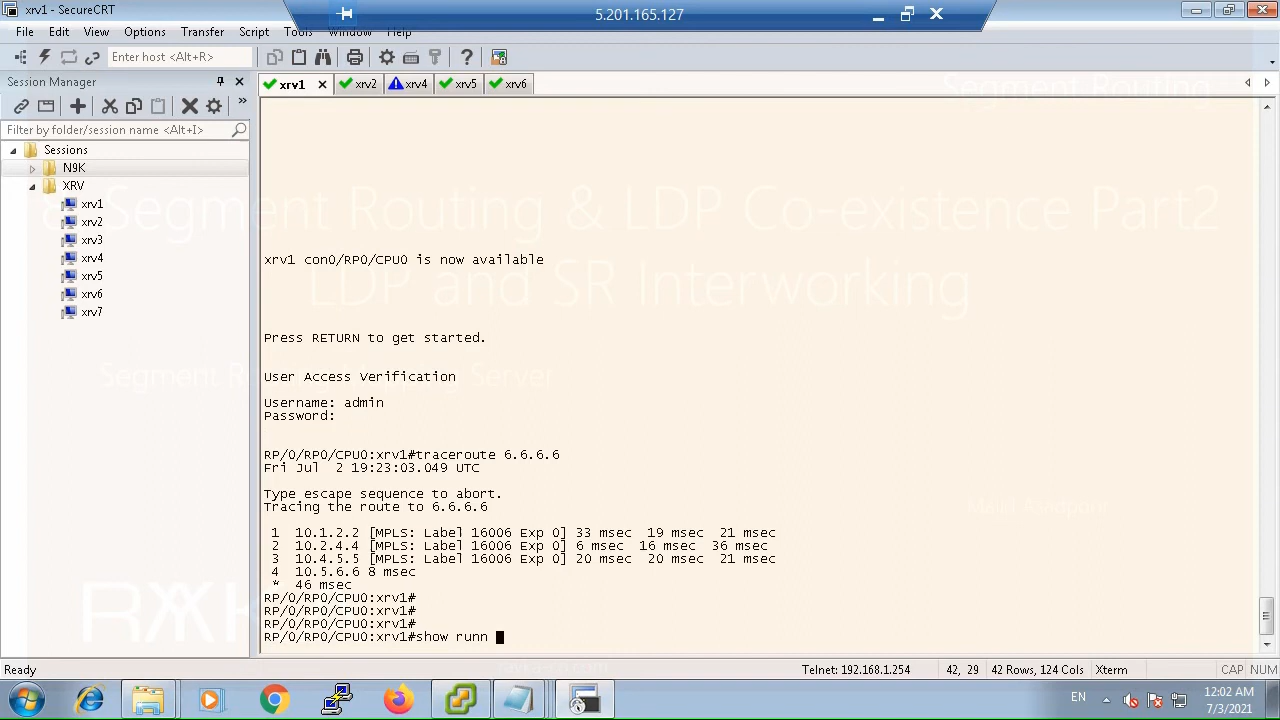 xrv1 - SecureCRT
5.201.165.127
File Edit View Options Transfer Script Tools Window Help
Enter host <Alt+R>
Session Manager
xrv1 xrv2 xrv4 xrv5 xrv6
Segment Routing
Filter by folder/session name <Alt+I>
Sessions
N9K
XRV
xrv1
xrv2
xrv3
xrv4
xrv5
xrv6
xrv7
Segment Routing & LDP Co-existence Part2
LDP and SR Interworking
xrv1 con0/RP0/CPU0 is now available
Press RETURN to get started.
User Access Verification
Username: admin
Password:
RP/0/RP0/CPU0:xrv1#traceroute 6.6.6.6
Fri Jul 2 19:23:03.049 UTC
Type escape sequence to abort.
Tracing the route to 6.6.6.6
1 10.1.2.2 [MPLS: Label 16006 Exp 0] 33 msec 19 msec 21 msec
2 10.2.4.4 [MPLS: Label 16006 Exp 0] 6 msec 16 msec 36 msec
3 10.4.5.5 [MPLS: Label 16006 Exp 0] 20 msec 20 msec 21 msec
4 10.5.6.6 8 msec
* 46 msec
RP/0/RP0/CPU0:xrv1#
RP/0/RP0/CPU0:xrv1#
RP/0/RP0/CPU0:xrv1#
RP/0/RP0/CPU0:xrv1#show runn
Ready
Telnet: 192.168.1.254 42, 29 42 Rows, 124 Cols Xterm CAP NUM
EN
12:02 AM
7/3/2021